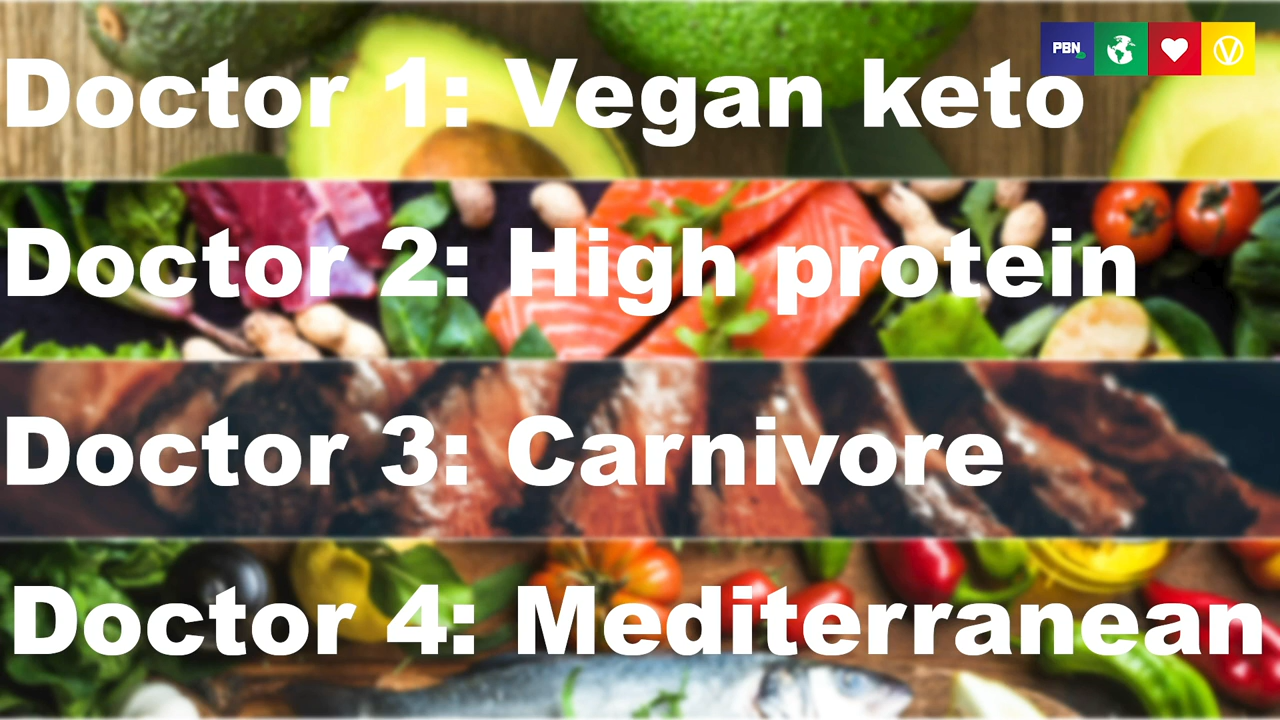 PBN
Doctor 1: Vegan keto
Doctor 2: High protein
Doctor 3: Carnivore
Doctor 4: Mediterranean